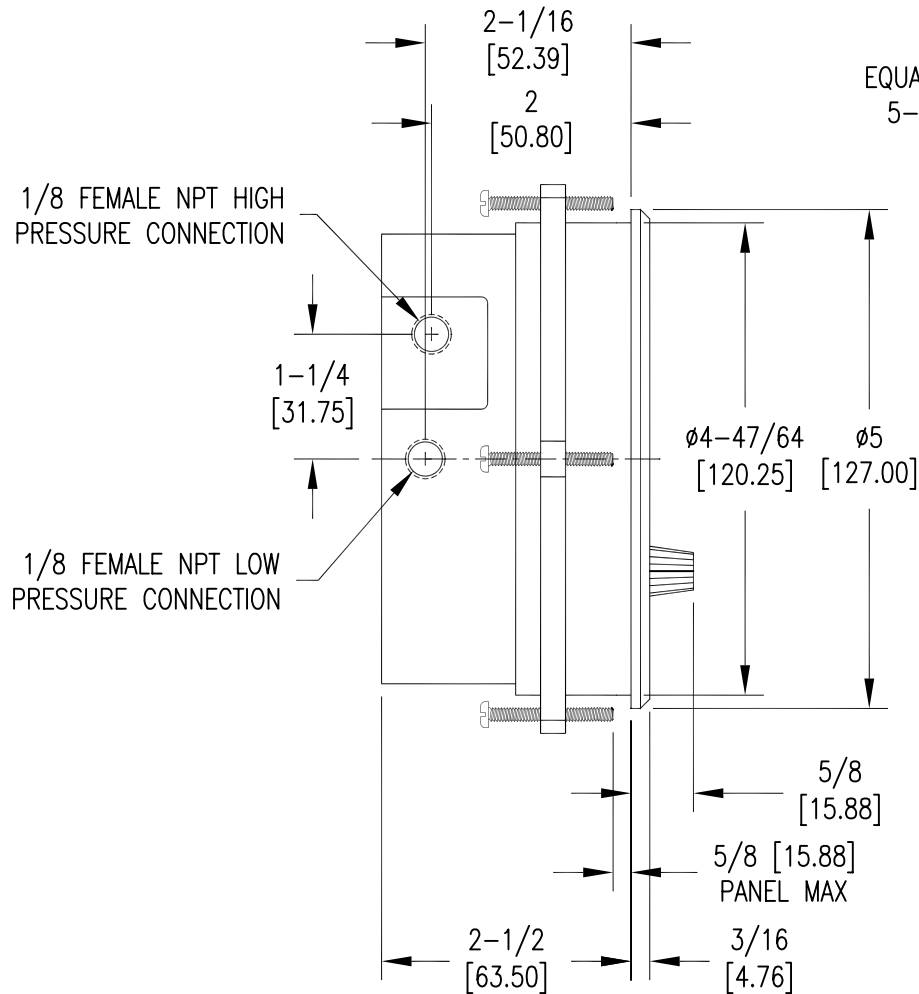 2-1/16
[52.39]
2
[50.80]
1/8 FEMALE NPT HIGH
PRESSURE CONNECTION
1-1/4
[31.75]
ø4-47/64
[120.25]
ø5
[127.00]
1/8 FEMALE NPT LOW
PRESSURE CONNECTION
5/8
[15.88]
5/8 [15.88]
PANEL MAX
2-1/2
[63.50]
3/16
[4.76]